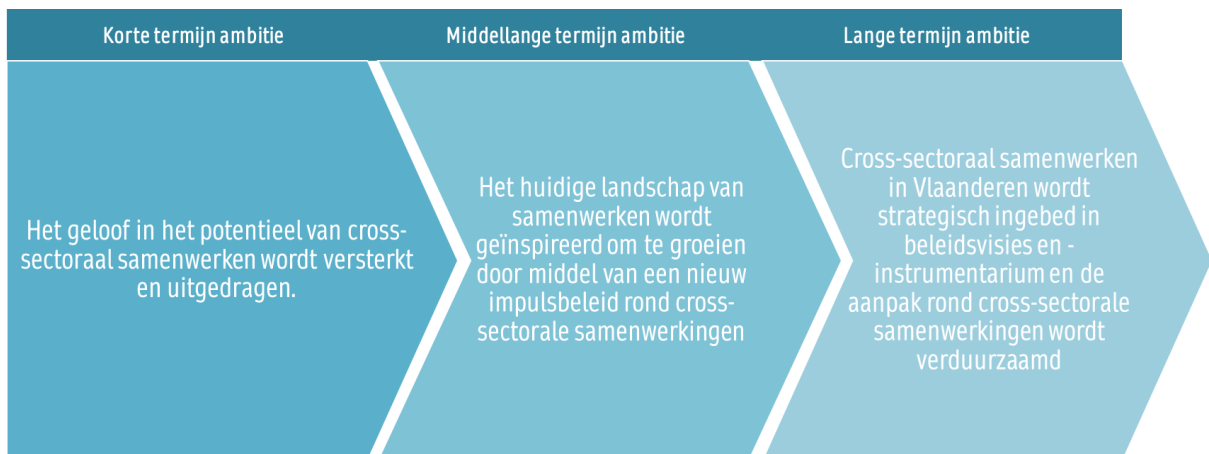 Korte termijn ambitie
Middellange termijn ambitie
Lange termijn ambitie
Het geloof in het potentieel van cross-
sectoraal samenwerken wordt versterkt
en uitgedragen.
Het huidige landschap van
samenwerken wordt
geïnspireerd om te groeien
door middel van een nieuw
impulsbeleid rond cross-
sectorale samenwerkingen
Cross-sectoraal samenwerken
in Vlaanderen wordt
strategisch ingebed in
beleidsvisies en -
instrumentarium en de
aanpak rond cross-sectorale
samenwerkingen wordt
verduurzaamd